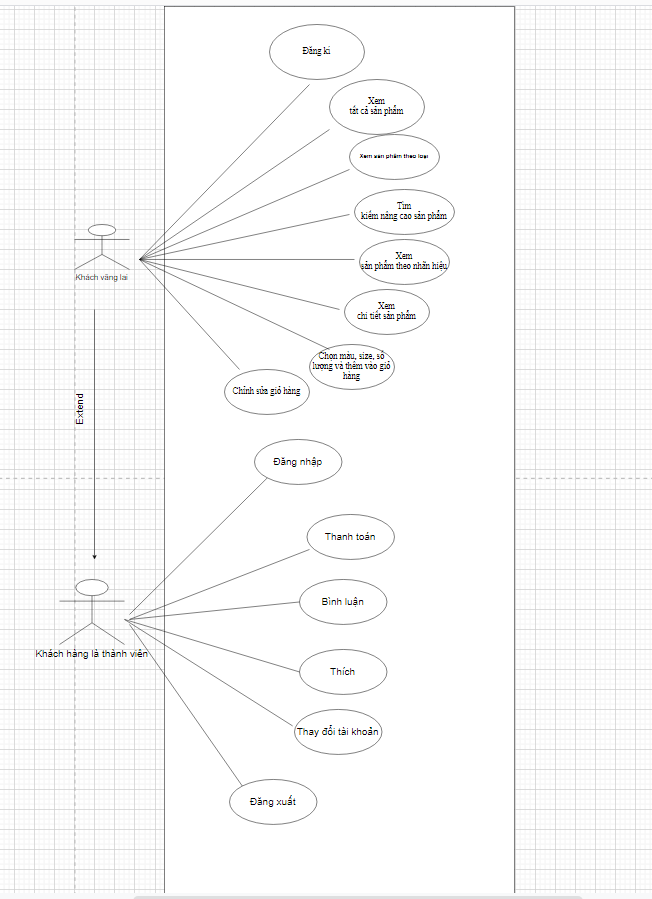 Đăng kí
Xem
tất cả sản phẩm
Xem sản phẩm theo loại
Tìm
kiếm nâng cao sản phẩm
Xem
sản phẩm theo nhãn hiệu
Xem
chi tiết sản phẩm
Khách vãng lai
Chọn màu, size, số
lượng và thêm vào giỏ
hàng
Chỉnh sửa giỏ hàng
Extend
Đăng nhập
Thanh toán
Bình luận
Khách hàng là thành viên
Thích
Thay đổi tài khoản
Đăng xuất